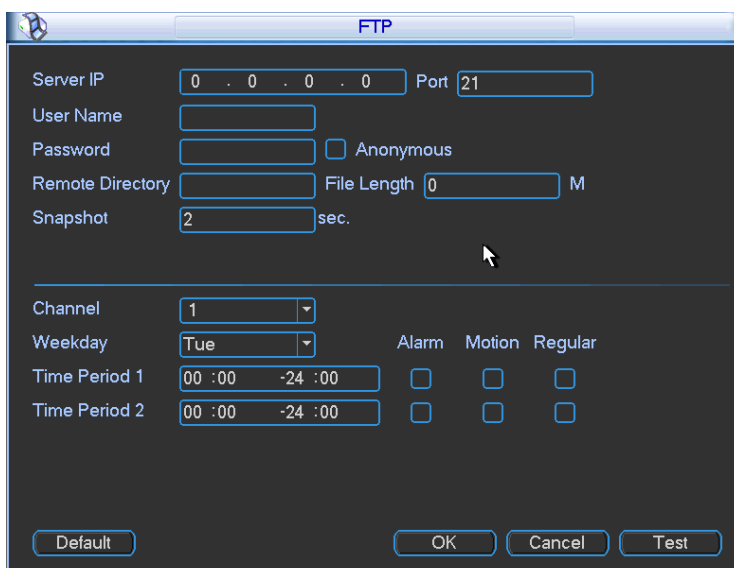 FTP
Server IP 0 . 0 . 0 . 0 Port 21
User Name
Password Anonymous
Remote Directory File Length 0 M
Snapshot 2 sec.
Channel 1
Weekday Tue Alarm Motion Regular
Time Period 1 00 :00 -24 :00
Time Period 2 00 :00 -24 :00
Default OK Cancel Test